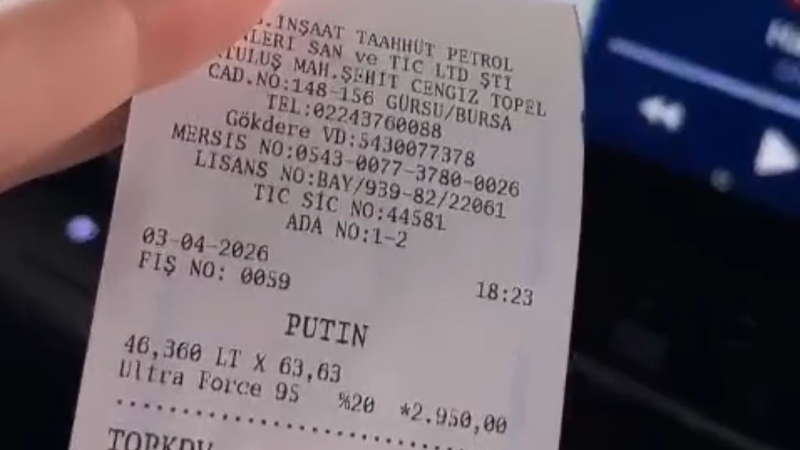 İNŞAAT TAAHHÜT PETROL
SAN ve TİC LTD ŞTİ
MAH.ŞEHİT CENGİZ TOPEL
CAD.NO:148-156 GÜRSU/BURSA
TEL:02243760088
Gökdere VD:5430077378
MERSİS NO:0543-0077-3780-0026
LİSANS NO:BAY/939-82/22061
TİC SİC NO:44581
ADA NO:1-2
03-04-2026 18:23
FİŞ NO: 0059
PUTIN
46,360 LT X 63,63
Ultra Force 95 %20 *2.950,00